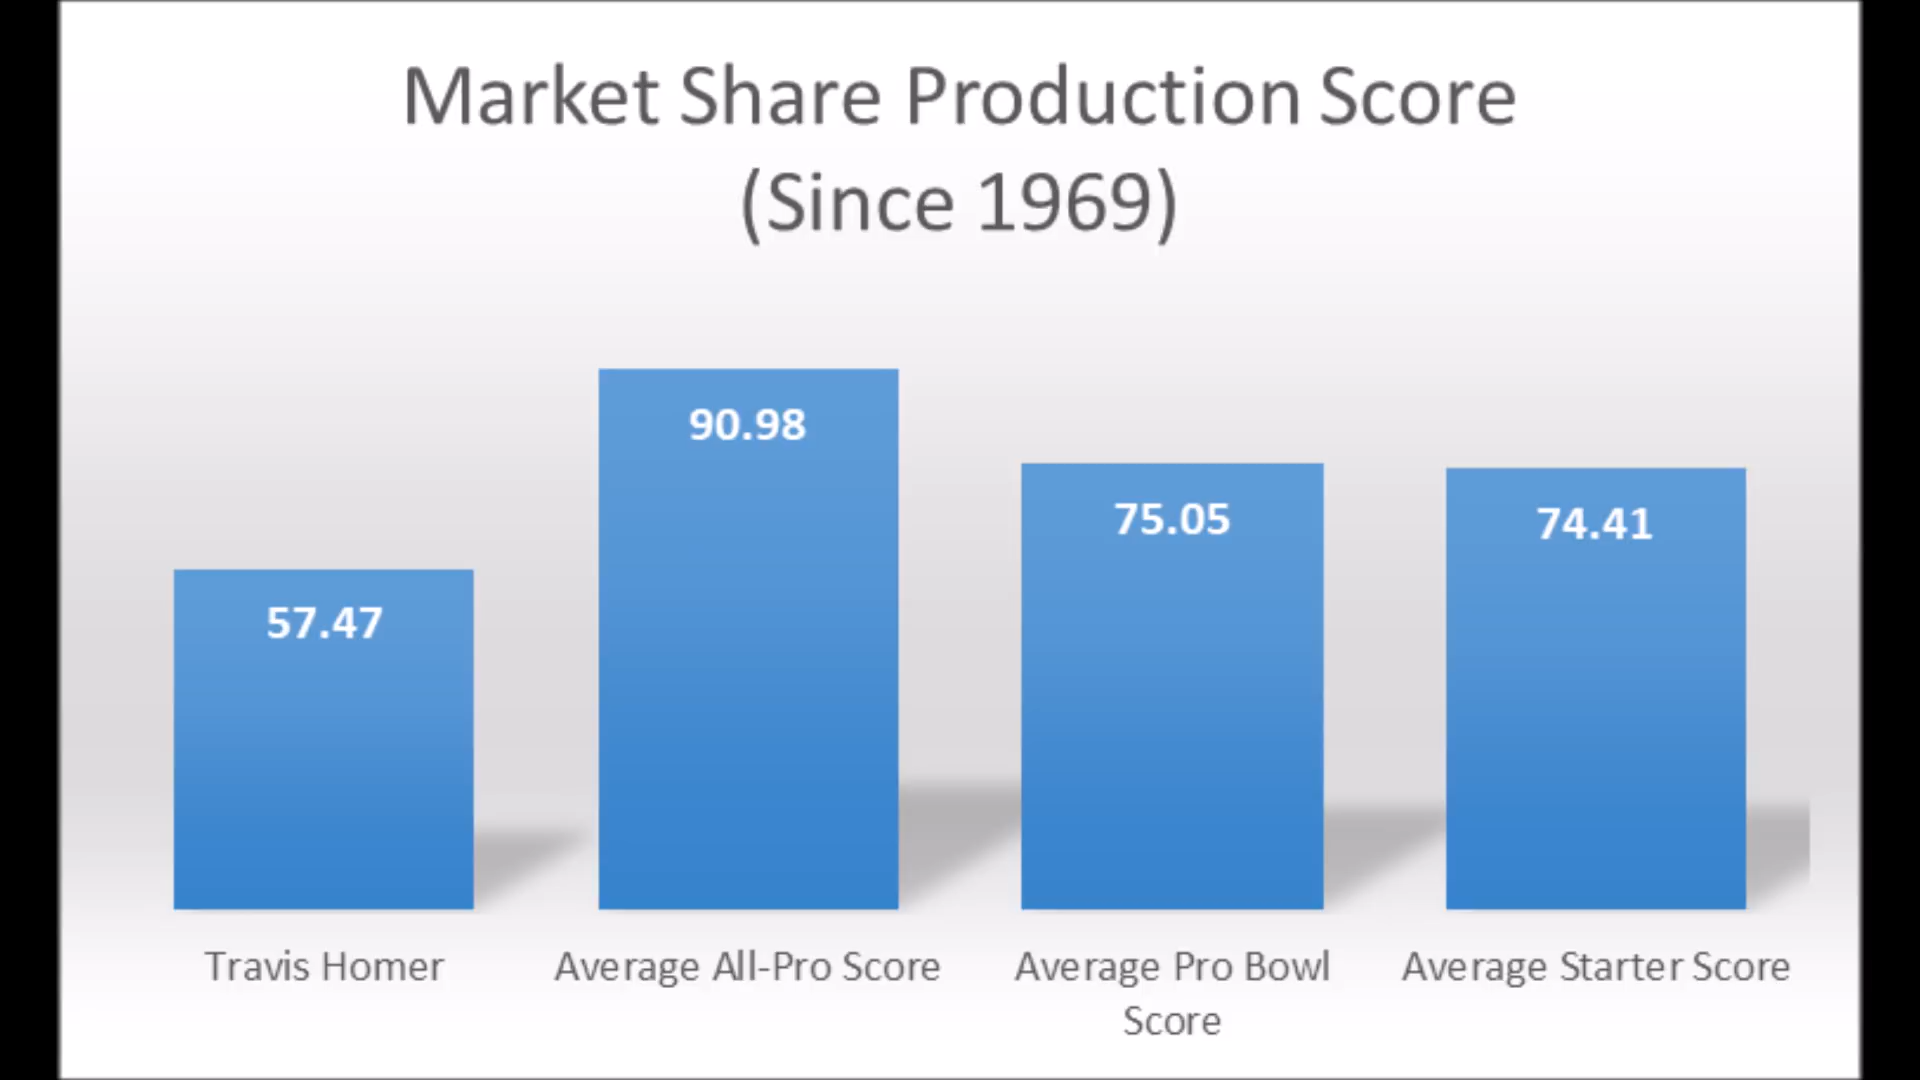 Market Share Production Score
(Since 1969)
57.47
90.98
75.05
74.41
Travis Homer
Average All-Pro Score
Average Pro Bowl
Score
Average Starter Score